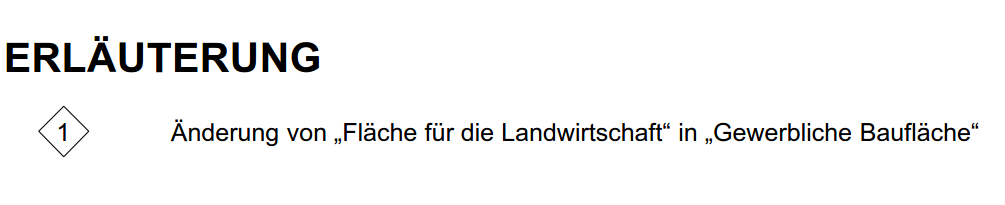 ERLÄUTERUNG
1 Änderung von „Fläche für die Landwirtschaft“ in „Gewerbliche Baufläche“